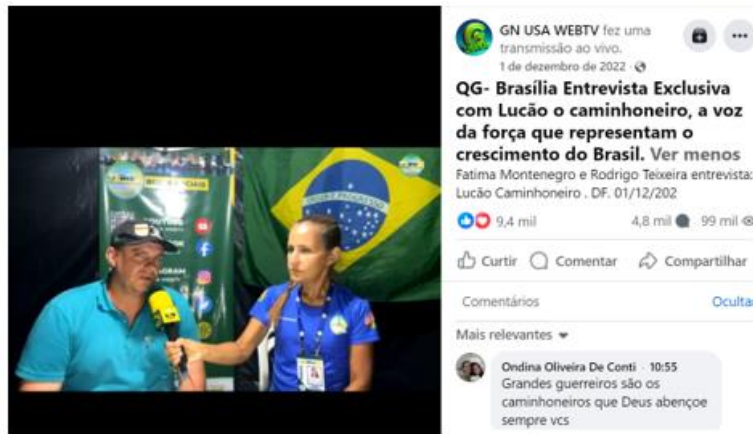 GN USA WEBTV fez uma
transmissão ao vivo.
1 de dezembro de 2022
QG- Brasília Entrevista Exclusiva
com Lucão o caminhoneiro, a voz
da força que representam o
crescimento do Brasil. Ver menos
Fatima Montenegro e Rodrigo Teixeira entrevista:
Lucão Caminhoneiro . DF. 01/12/202
9,4 mil 4,8 mil 99 mil
Curtir Comentar Compartilhar
Comentários Oculta
Mais relevantes
Ondina Oliveira De Conti · 10:55
Grandes guerreiros são os
caminhoneiros que Deus abençoe
sempre vcs